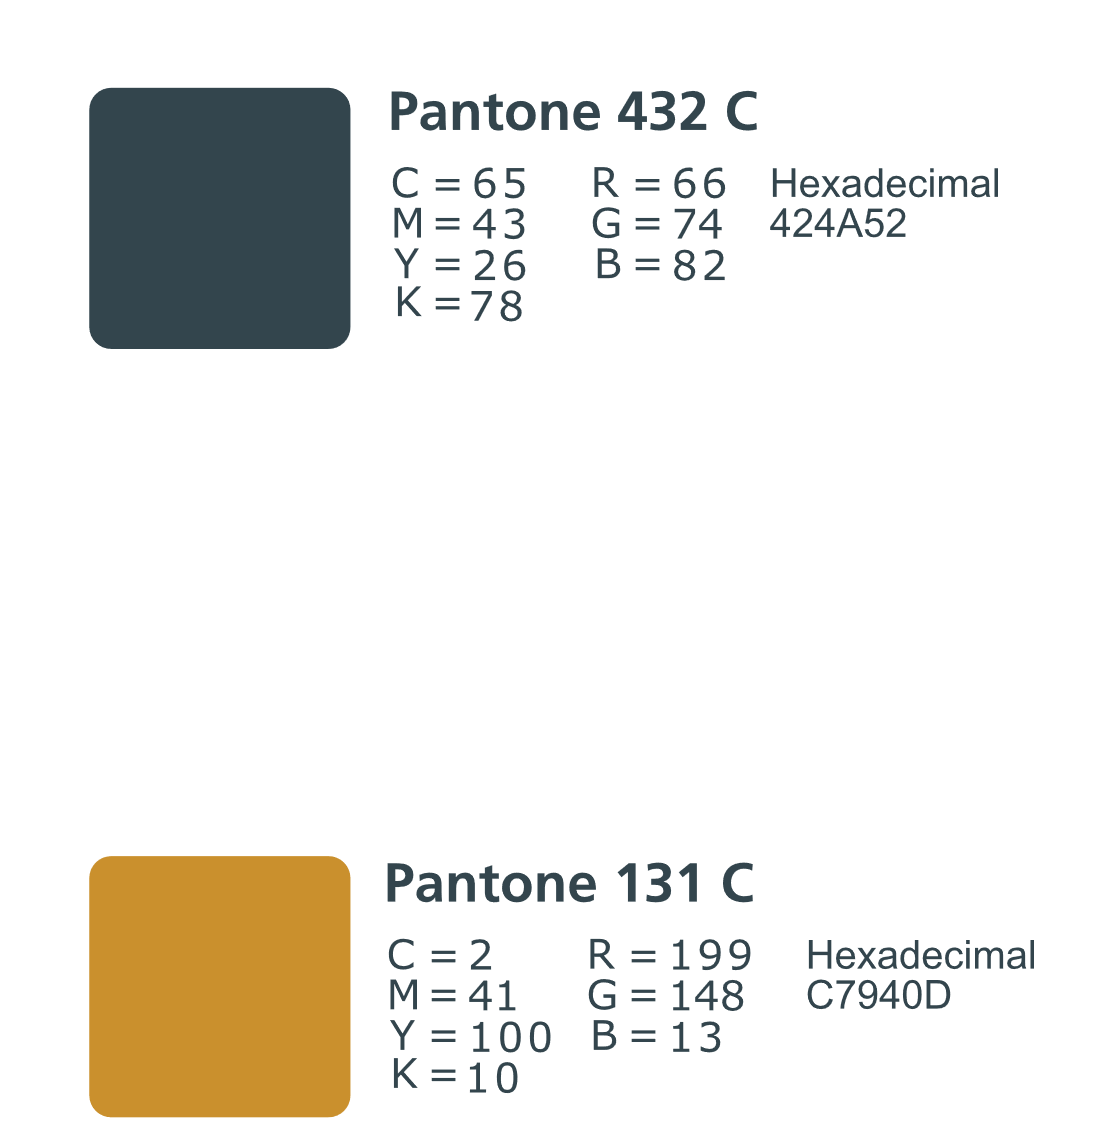 Pantone 432 C
C = 65 R = 66 Hexadecimal
M = 43 G = 74 424A52
Y = 26 B = 82
K = 78
Pantone 131 C
C = 2 R = 199 Hexadecimal
M = 41 G = 148 C7940D
Y = 100 B = 13
K = 10